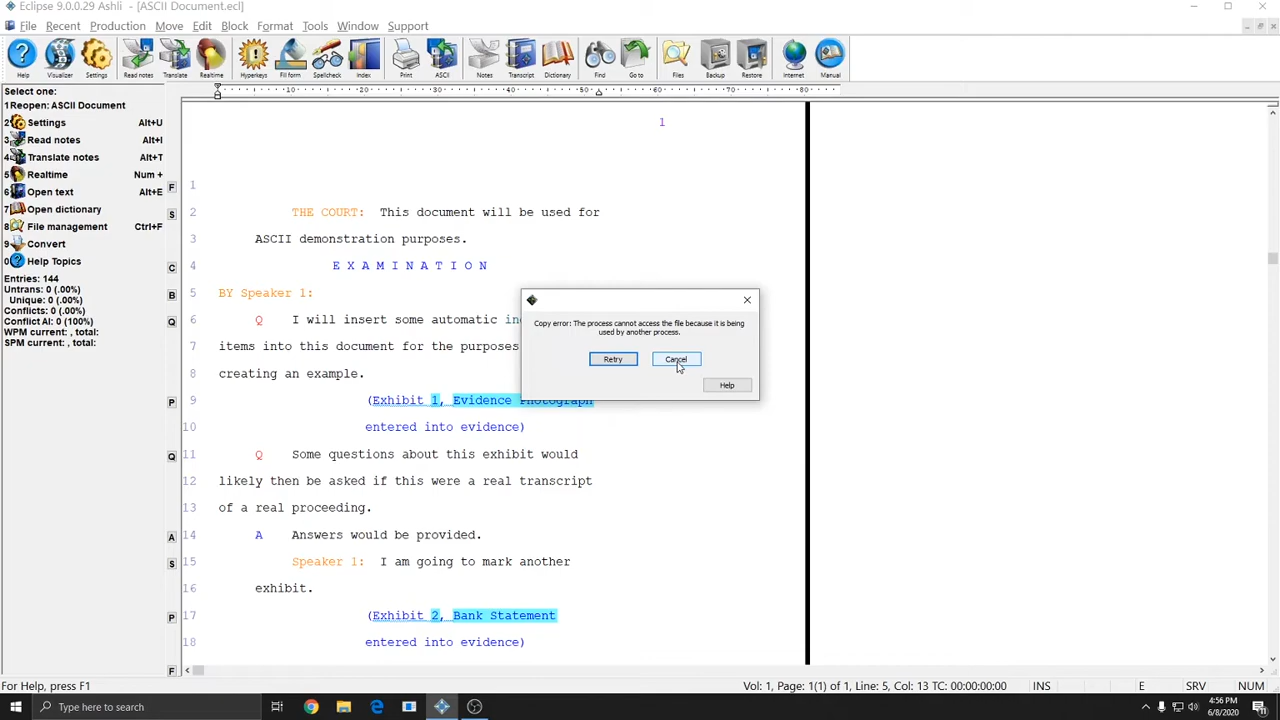 Eclipse 9.0.0.29 Ashli - [ASCII Document.ecl]
File Recent Production Move Edit Block Format Tools Window Support
Help Visualizer Settings Read notes Translate Realtime Hyperkeys Fill form Spellcheck Index Print ASCII Notes Transcript Dictionary Find Go to Files Backup Restore Internet Manual
Select one:
1 Reopen: ASCII Document
2 Settings Alt+U
3 Read notes Alt+I
4 Translate notes Alt+T
5 Realtime Num +
6 Open text Alt+E
7 Open dictionary
8 File management Ctrl+F
9 Convert
0 Help Topics
Entries: 144
Untrans: 0 (.00%)
Unique: 0 (.00%)
Conflicts: 0 (.00%)
Conflict AI: 0 (100%)
WPM current: , total:
SPM current: , total:
10 20 30 40 50 60 70 80
1
F 1
S 2 THE COURT: This document will be used for
3 ASCII demonstration purposes.
C 4 E X A M I N A T I O N
B 5 BY Speaker 1:
Q 6 Q I will insert some automatic
7 items into this document for the purposes
8 creating an example.
P 9 (Exhibit 1, Evidence Photograph
10 entered into evidence)
Q 11 Q Some questions about this exhibit would
12 likely then be asked if this were a real transcript
13 of a real proceeding.
A 14 A Answers would be provided.
S 15 Speaker 1: I am going to mark another
16 exhibit.
P 17 (Exhibit 2, Bank Statement
18 entered into evidence)
F
Copy error: The process cannot access the file because it is being
used by another process.
Retry Cancel
Help
For Help, press F1 Vol: 1, Page: 1(1) of 1, Line: 5, Col: 13 TC: 00:00:00:00 INS E SRV NUM
Type here to search
4:56 PM
6/8/2020